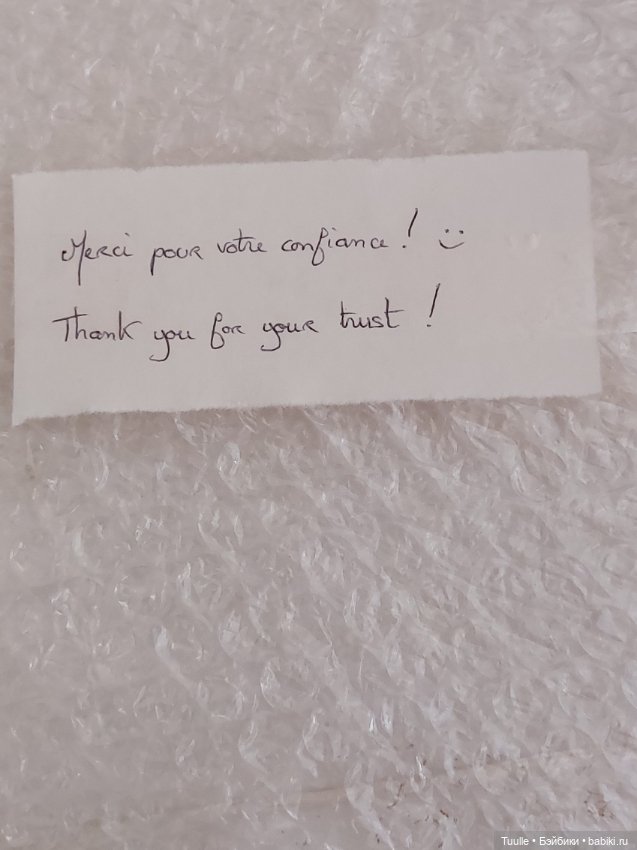 Merci pour votre confiance ! :)
Thank you for your trust !
Tuulle • Бэйбики • babiki.ru